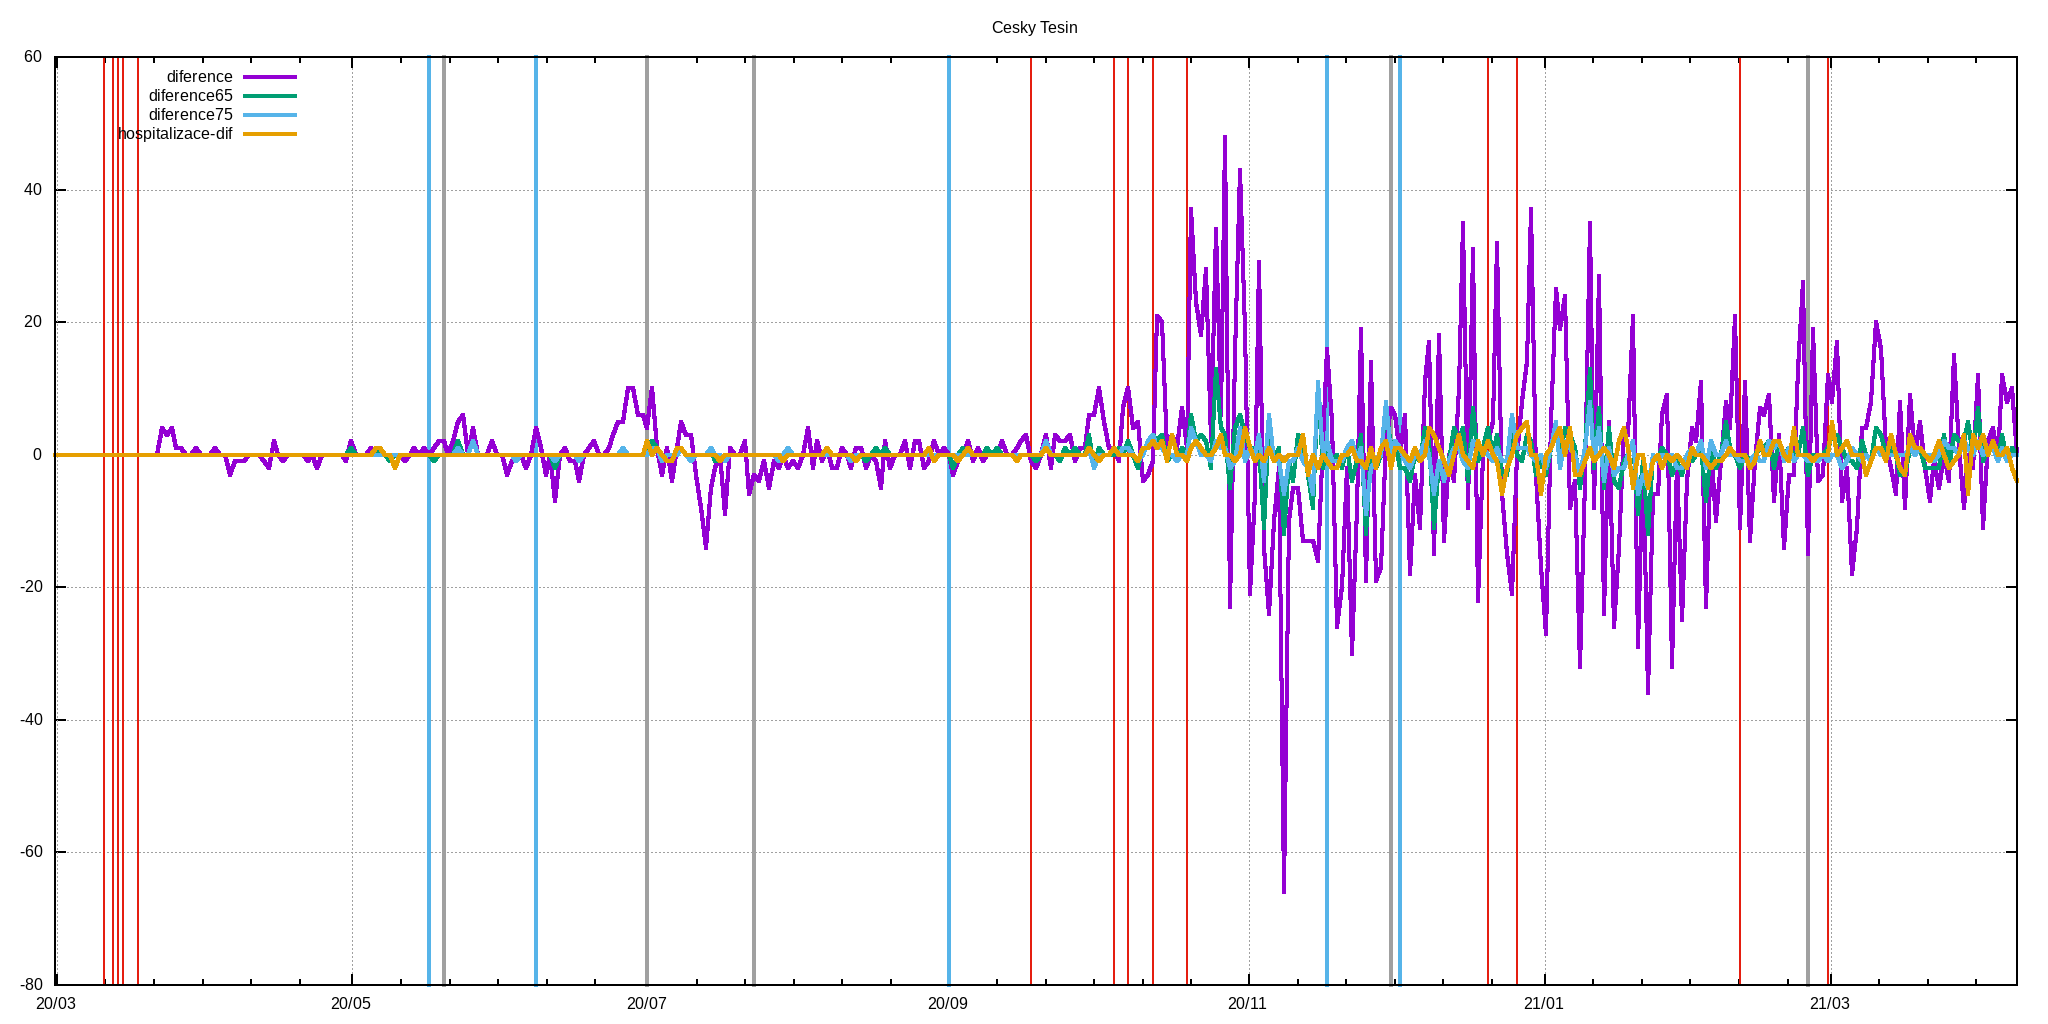 Cesky Tesin
60
diference
diference65
diference75
hospitalizace-dif
40
20
0
-20
-40
-60
-80
20/03 20/05 20/07 20/09 20/11 21/01 21/03